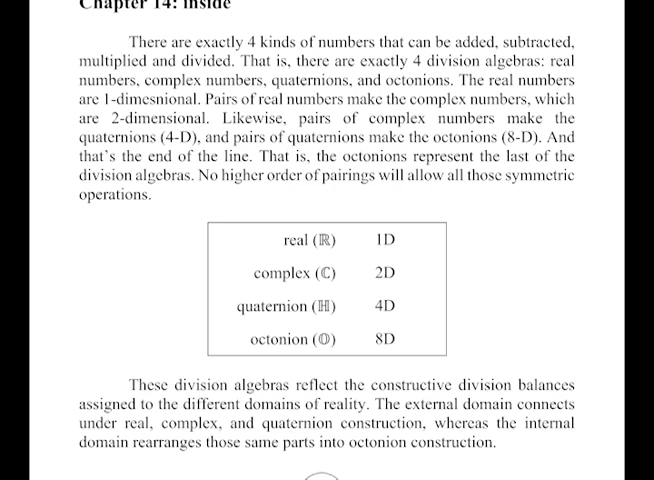 Chapter 14: inside
There are exactly 4 kinds of numbers that can be added, subtracted,
multiplied and divided. That is, there are exactly 4 division algebras: real
numbers, complex numbers, quaternions, and octonions. The real numbers
are 1-dimesnional. Pairs of real numbers make the complex numbers, which
are 2-dimensional. Likewise, pairs of complex numbers make the
quaternions (4-D), and pairs of quaternions make the octonions (8-D). And
that's the end of the line. That is, the octonions represent the last of the
division algebras. No higher order of pairings will allow all those symmetric
operations.
real (ℝ) 1D
complex (ℂ) 2D
quaternion (ℍ) 4D
octonion (𝕆) 8D
These division algebras reflect the constructive division balances
assigned to the different domains of reality. The external domain connects
under real, complex, and quaternion construction, whereas the internal
domain rearranges those same parts into octonion construction.